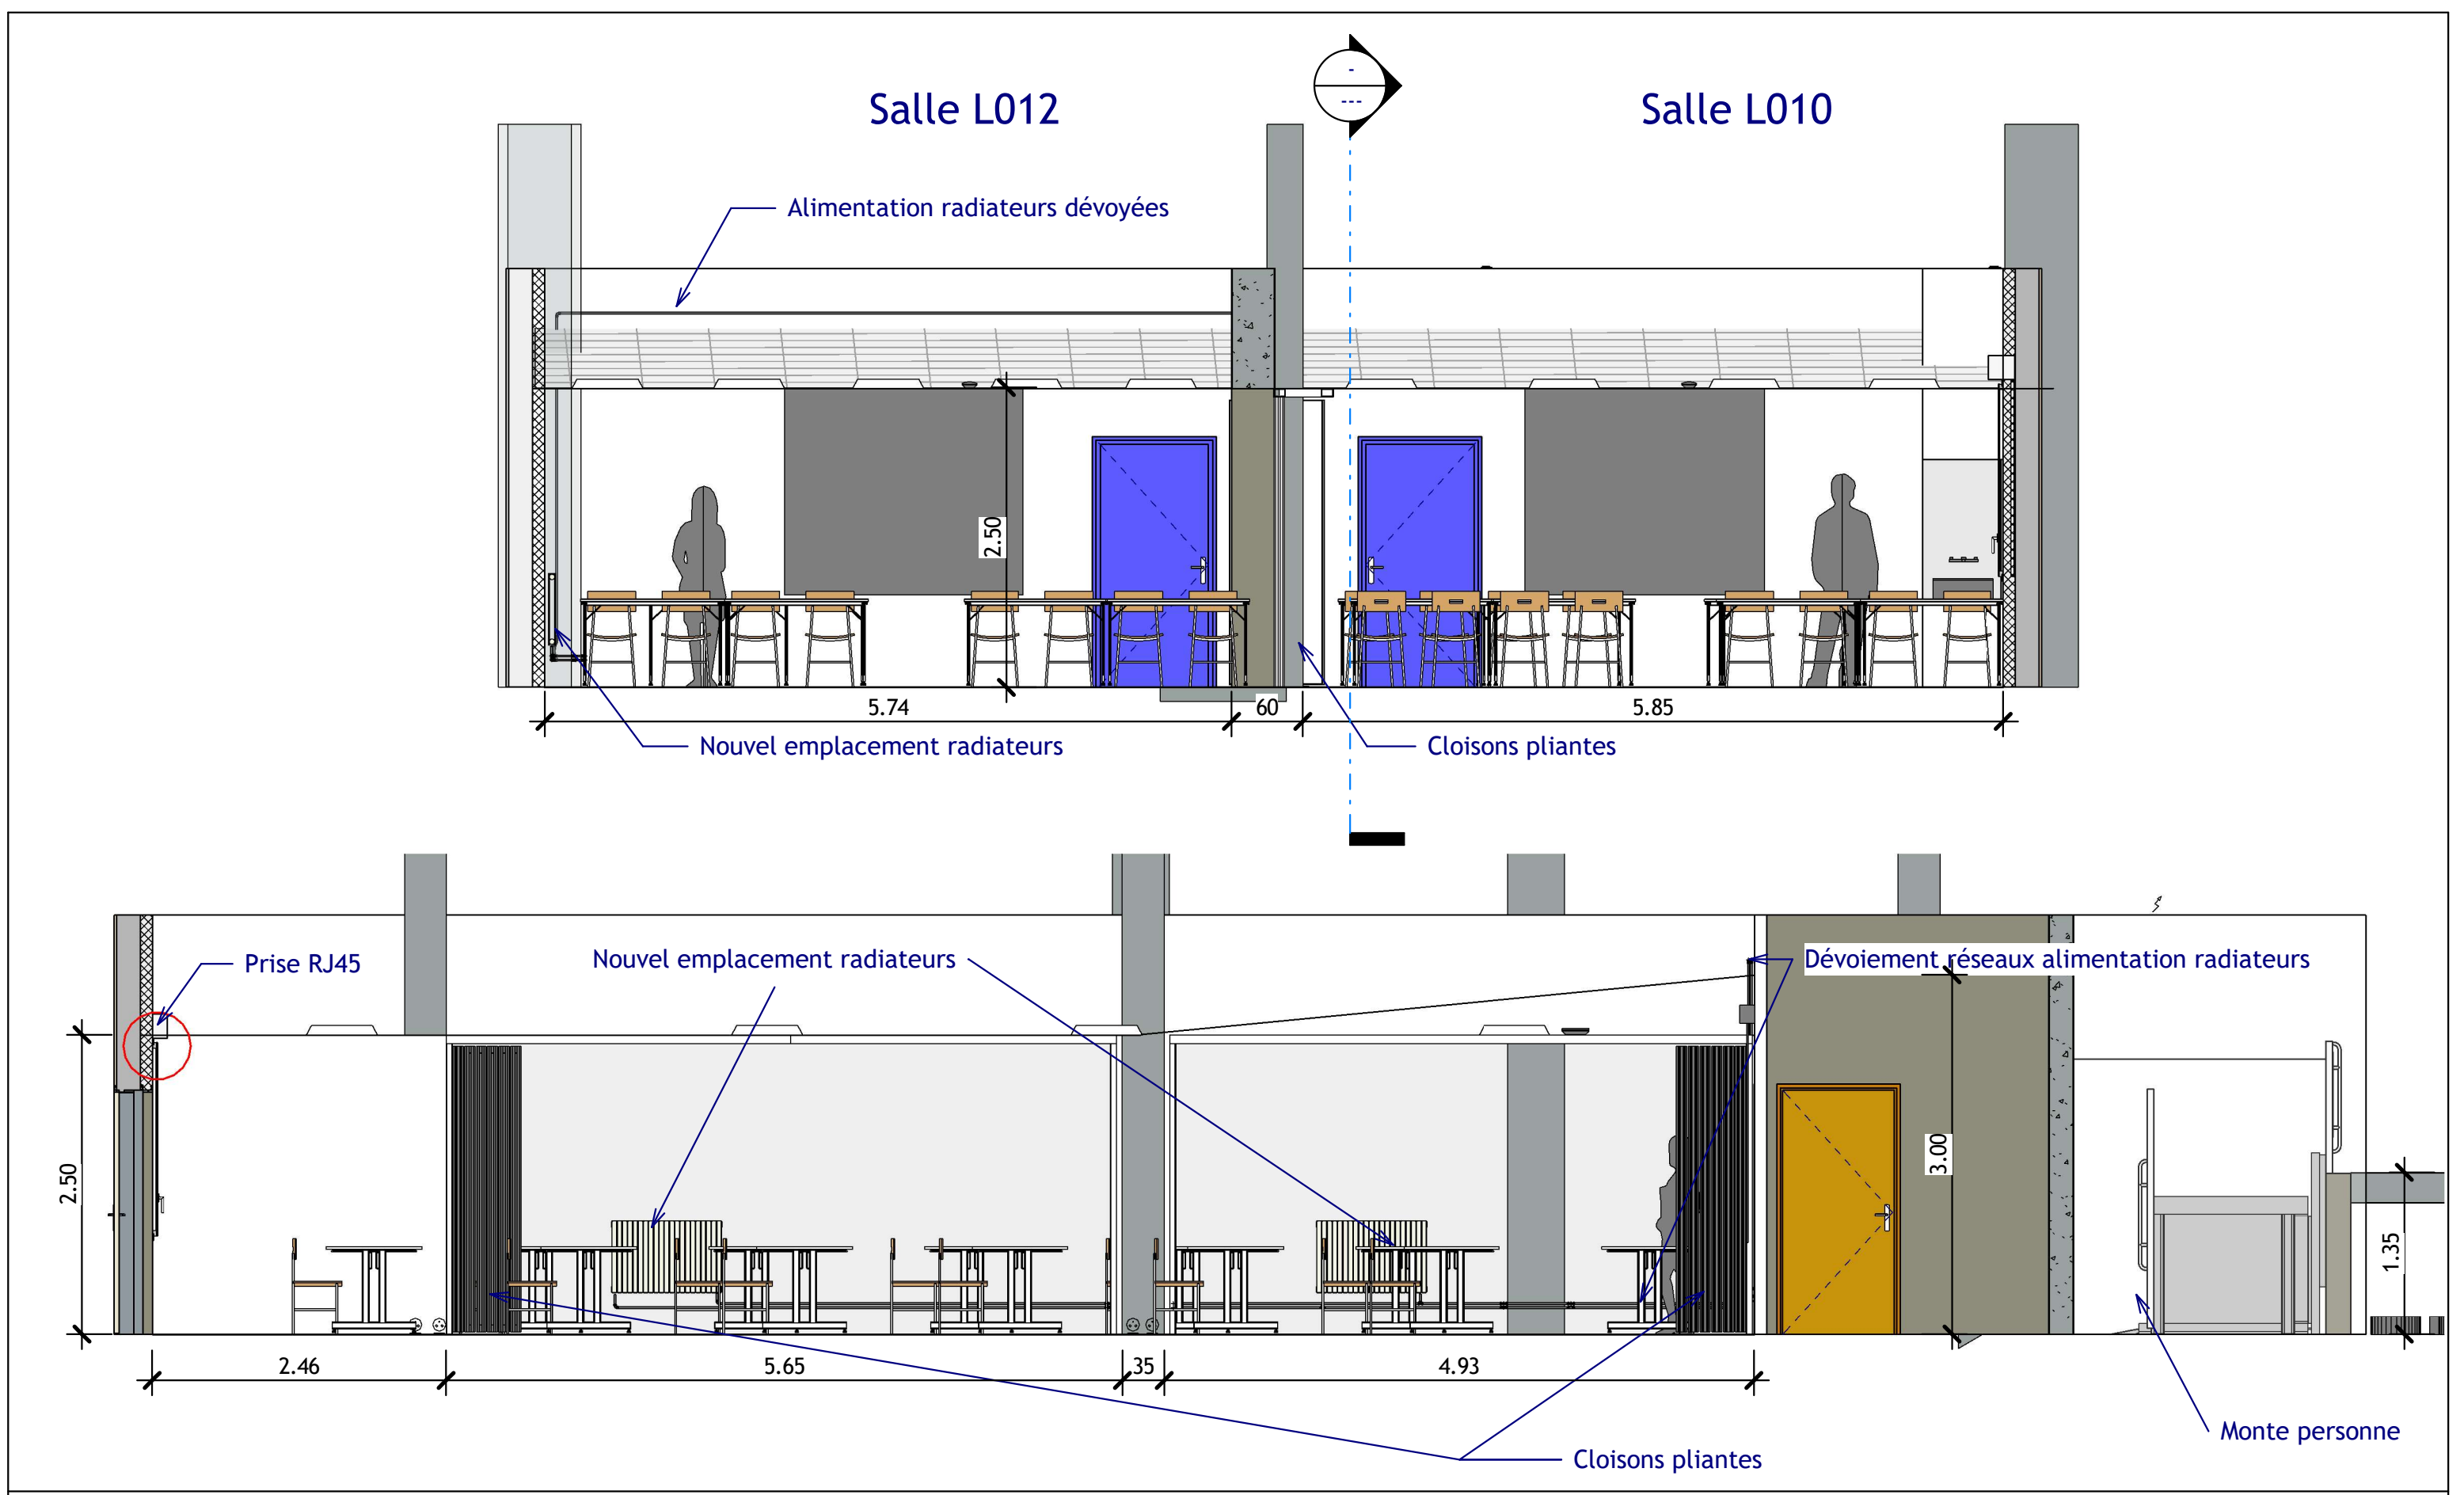 -
---
Salle L012
Salle L010
Alimentation radiateurs dévoyées
2.50
5.74
60
5.85
Nouvel emplacement radiateurs
Cloisons pliantes
Prise RJ45
Nouvel emplacement radiateurs
Dévoiement réseaux alimentation radiateurs
2.50
3.00
1.35
2.46
5.65
35
4.93
Monte personne
Cloisons pliantes